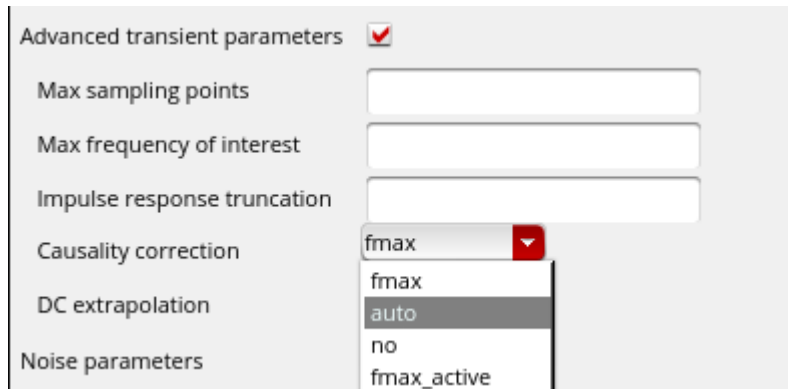 Advanced transient parameters
Max sampling points
Max frequency of interest
Impulse response truncation
Causality correction fmax
fmax
DC extrapolation
auto
no
Noise parameters
fmax_active